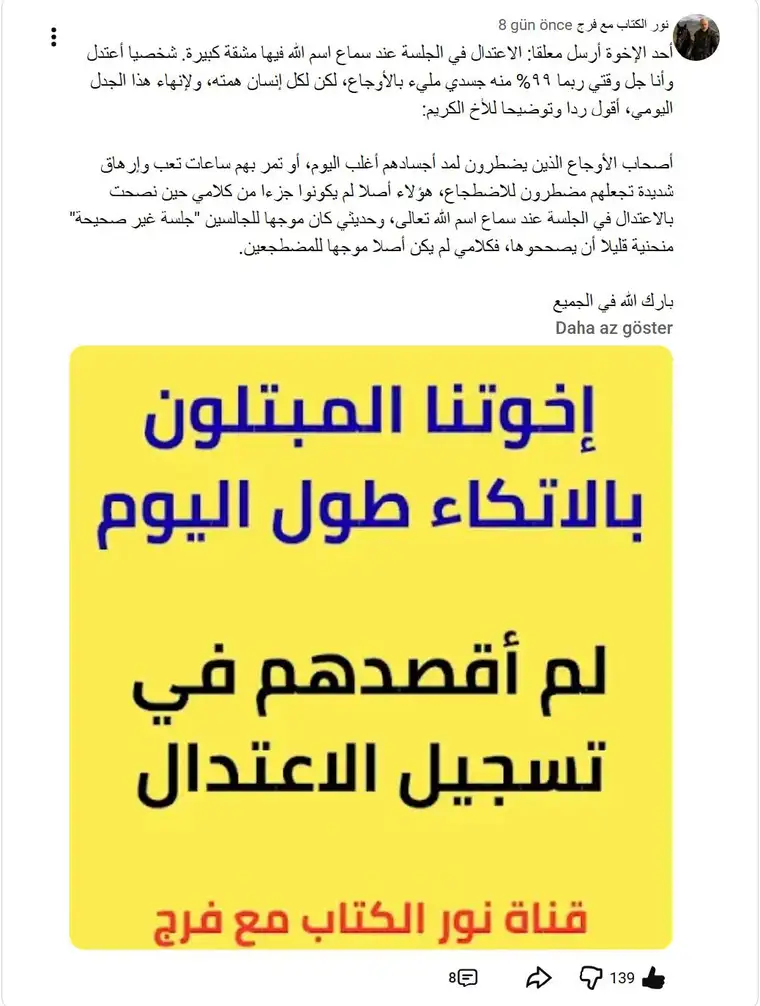 نور الكتاب مع فرج 8 gün önce
أحد الإخوة أرسل معلقا: الاعتدال في الجلسة عند سماع اسم الله فيها مشقة كبيرة. شخصيا أعتدل
وأنا جل وقتي ربما ٩٩% منه جسدي مليء بالأوجاع، لكن لكل إنسان همته، ولإنهاء هذا الجدل
اليومي، أقول ردا وتوضيحا للأخ الكريم:
أصحاب الأوجاع الذين يضطرون لمد أجسادهم أغلب اليوم، أو تمر بهم ساعات تعب وإرهاق
شديدة تجعلهم مضطرون للاضطجاع، هؤلاء أصلا لم يكونوا جزءا من كلامي حين نصحت
بالاعتدال في الجلسة عند سماع اسم الله تعالى، وحديثي كان موجها للجالسين "جلسة غير صحيحة"
منحنية قليلا أن يصححوها، فكلامي لم يكن أصلا موجها للمضطجعين.
بارك الله في الجميع
Daha az göster
إخوتنا المبتلون
بالاتكاء طول اليوم
لم أقصدهم في
تسجيل الاعتدال
قناة نور الكتاب مع فرج
139 8